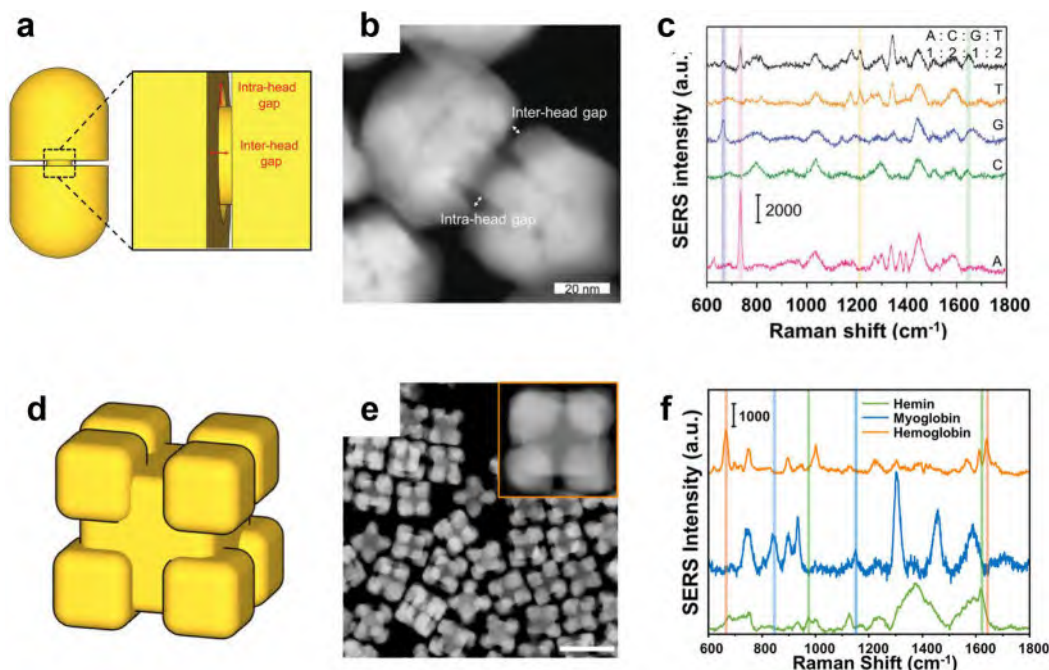 a
Intra-head
gap
Inter-head
gap
b
Inter-head gap
Intra-head gap
20 nm
c
SERS intensity (a.u.)
A : C : G : T
1 : 2 : 1 : 2
T
G
C
2000
A
600 800 1000 1200 1400 1600 1800
Raman shift (cm⁻¹)
d
e
f
SERS Intensity (a.u.)
1000
Hemin
Myoglobin
Hemoglobin
600 800 1000 1200 1400 1600 1800
Raman Shift (cm⁻¹)